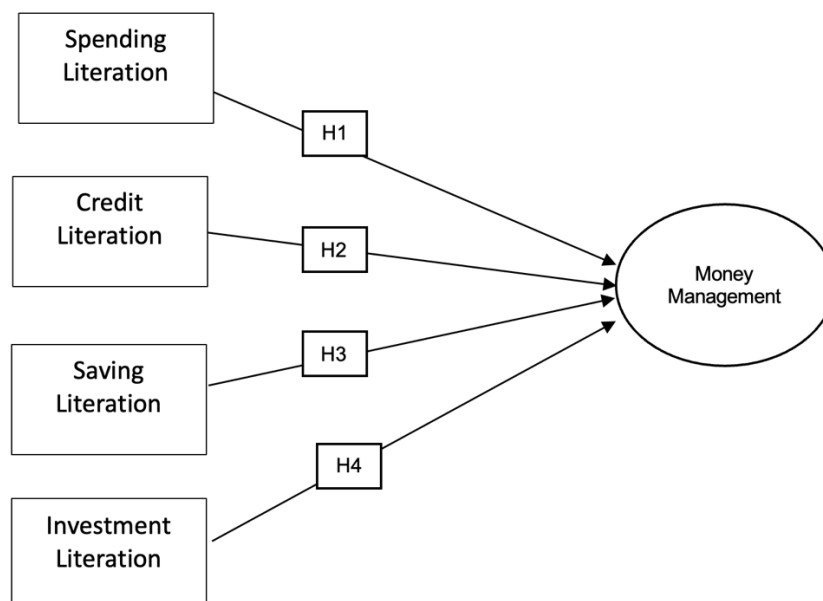 Spending
Literation
H1
Credit
Literation
H2
Money
Management
Saving
Literation
H3
Investment
Literation
H4